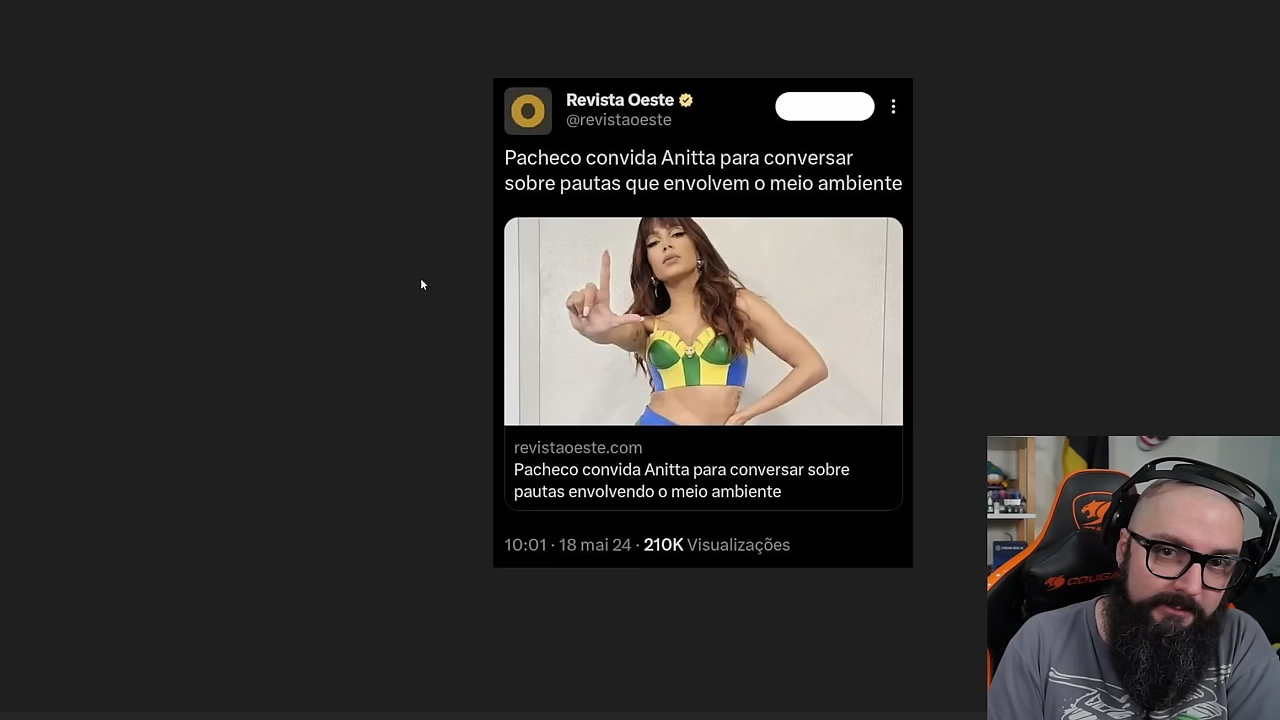 Revista Oeste
@revistaoeste
Pacheco convida Anitta para conversar
sobre pautas que envolvem o meio ambiente
revistaoeste.com
Pacheco convida Anitta para conversar sobre
pautas envolvendo o meio ambiente
10:01 · 18 mai 24 · 210K Visualizações
COUGA